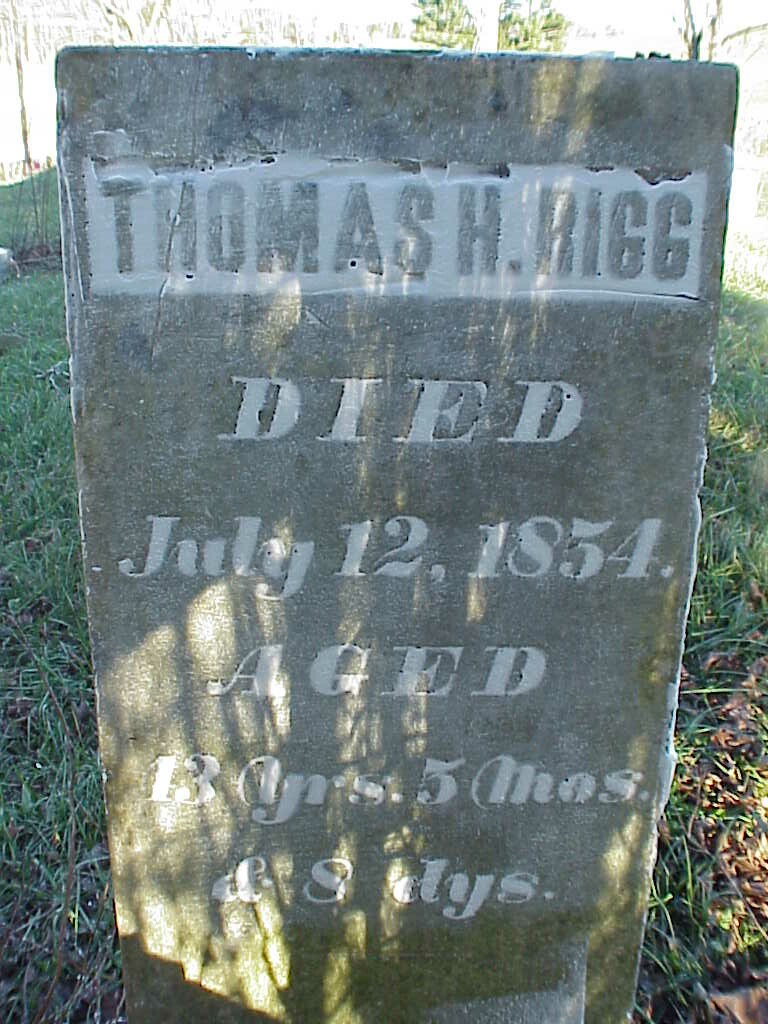 THOMAS H. RIGG
DIED
July 12, 1854.
AGED
13 Yrs. 5 Mos.
& 8 dys.